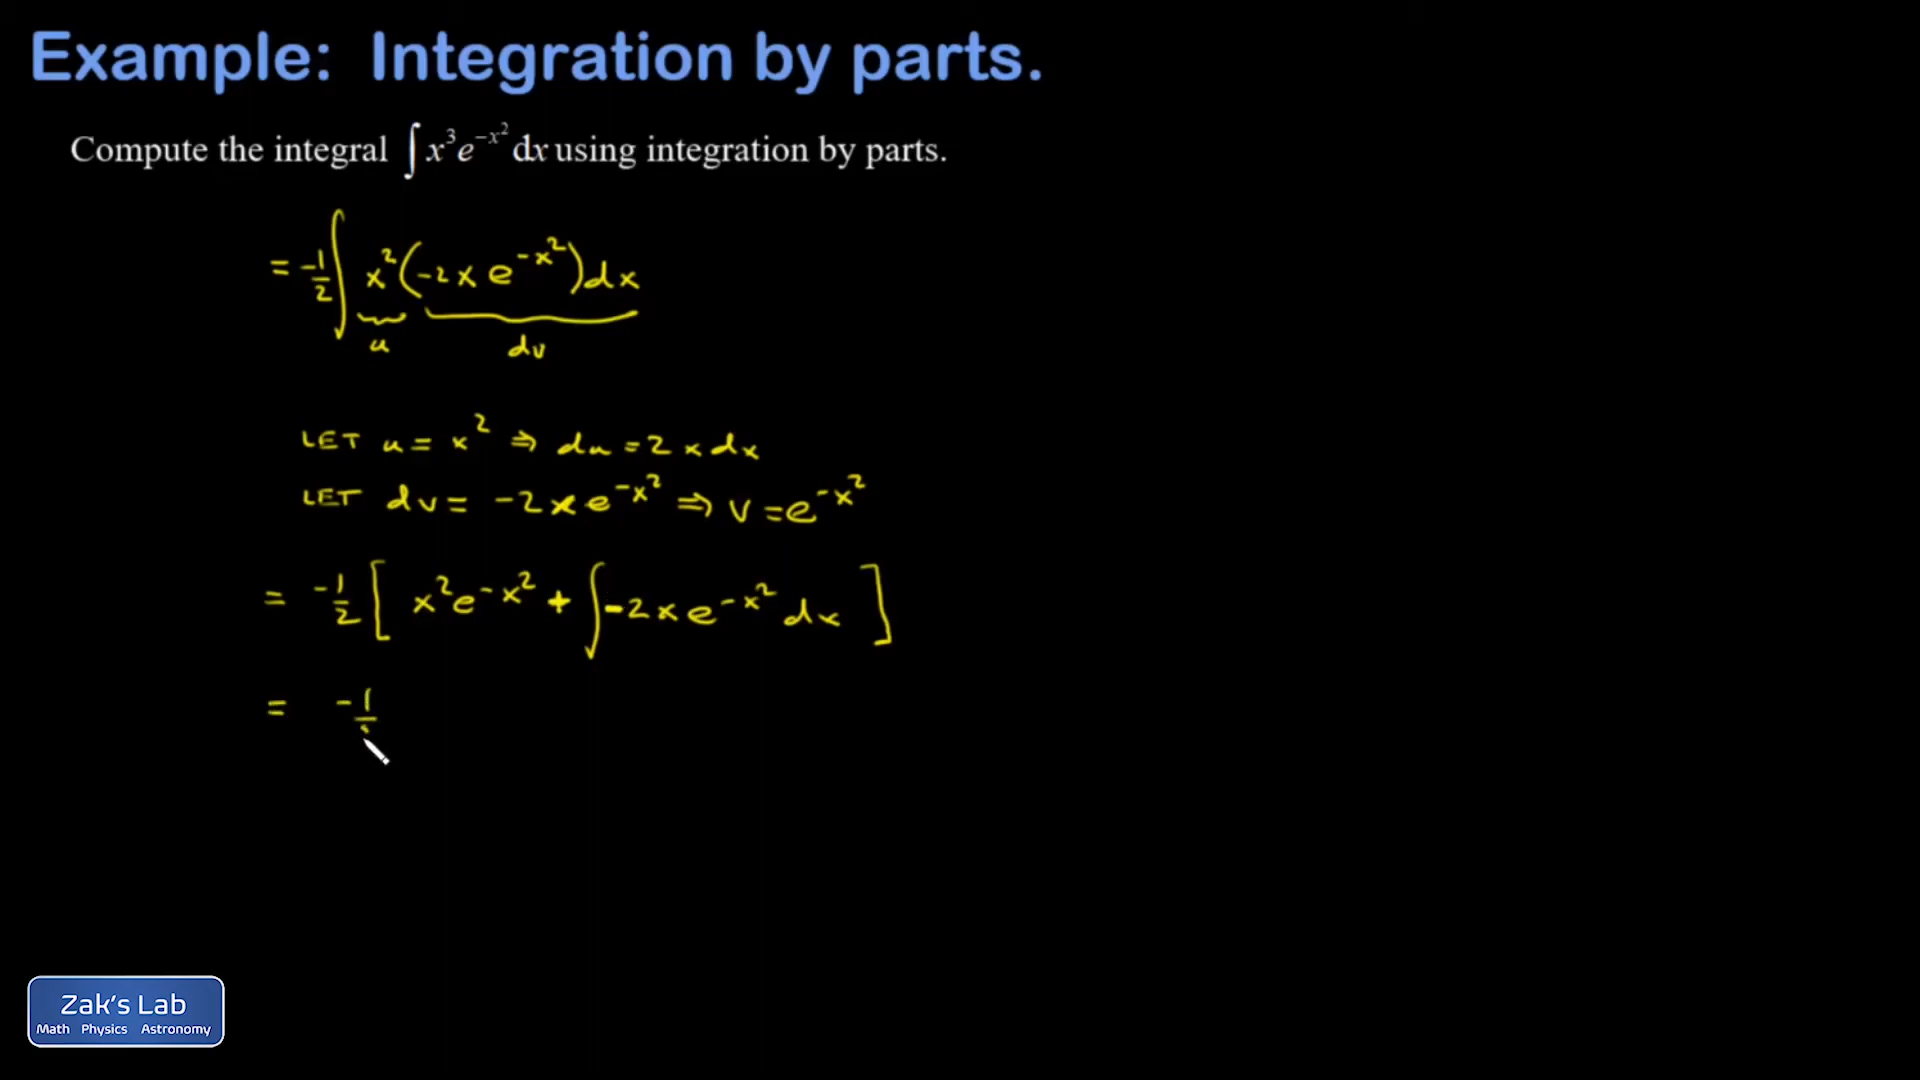 Example: Integration by parts.
Compute the integral ∫x³e^(-x²) dx using integration by parts.
= -1/2 ∫ x² (-2x e^(-x²)) dx
u dv
LET u = x² ⇒ du = 2x dx
LET dv = -2x e^(-x²) ⇒ v = e^(-x²)
= -1/2 [ x² e^(-x²) + ∫ -2x e^(-x²) dx ]
= -1
Zak's Lab
Math Physics Astronomy